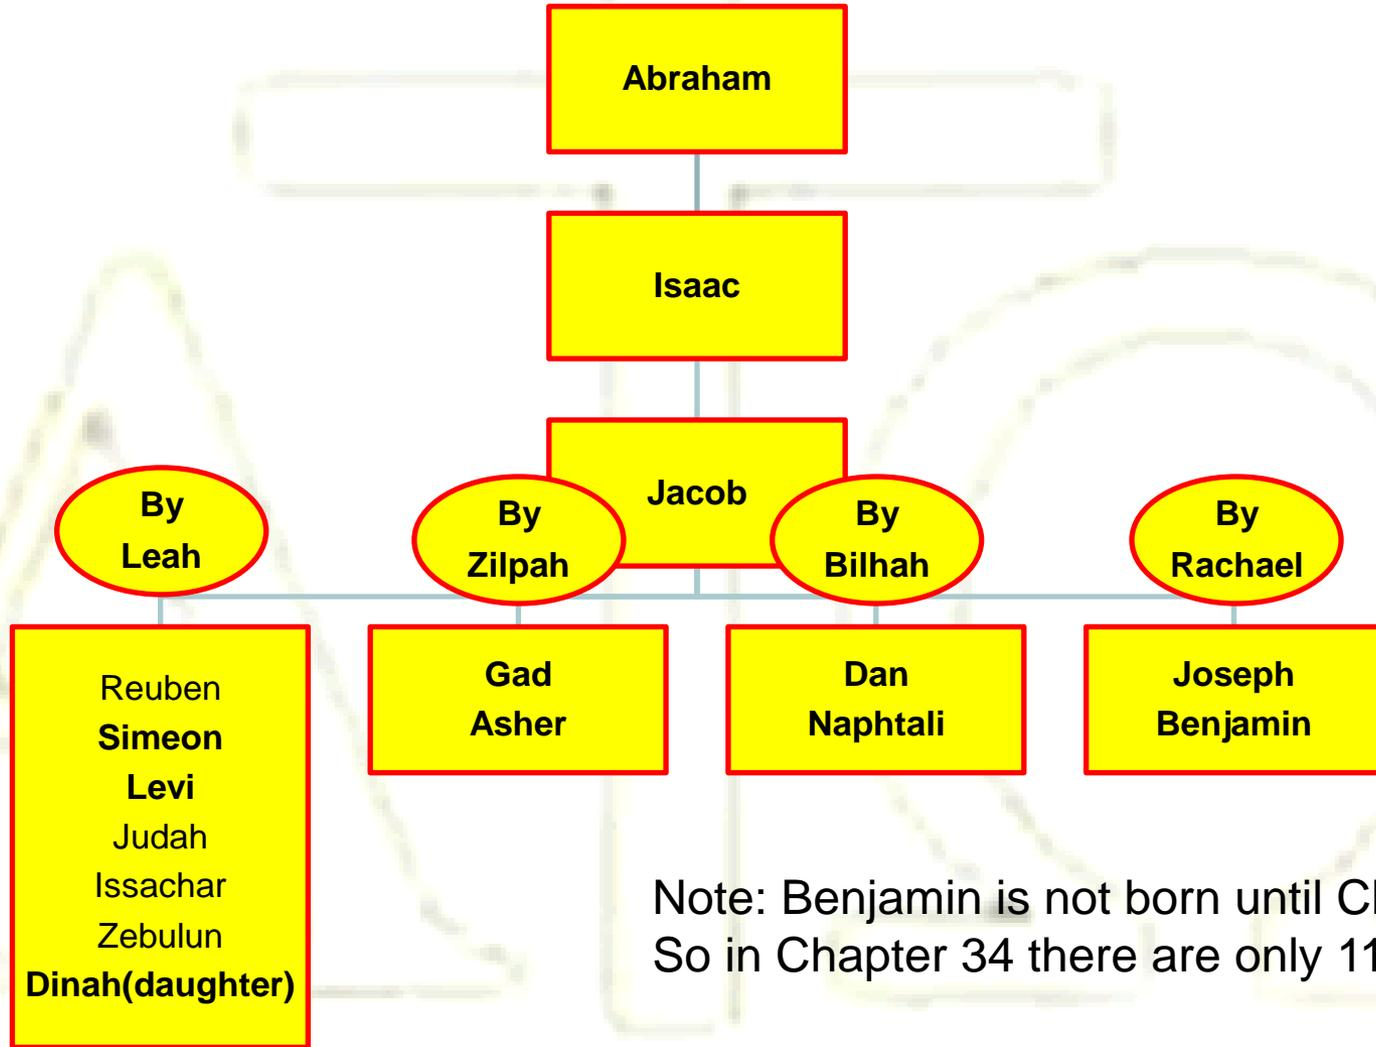 Abraham
Isaac
Jacob
By
Leah
By
Zilpah
By
Bilhah
By
Rachael
Reuben
Simeon
Levi
Judah
Issachar
Zebulun
Dinah(daughter)
Gad
Asher
Dan
Naphtali
Joseph
Benjamin
Note: Benjamin is not born until
So in Chapter 34 there are only 11